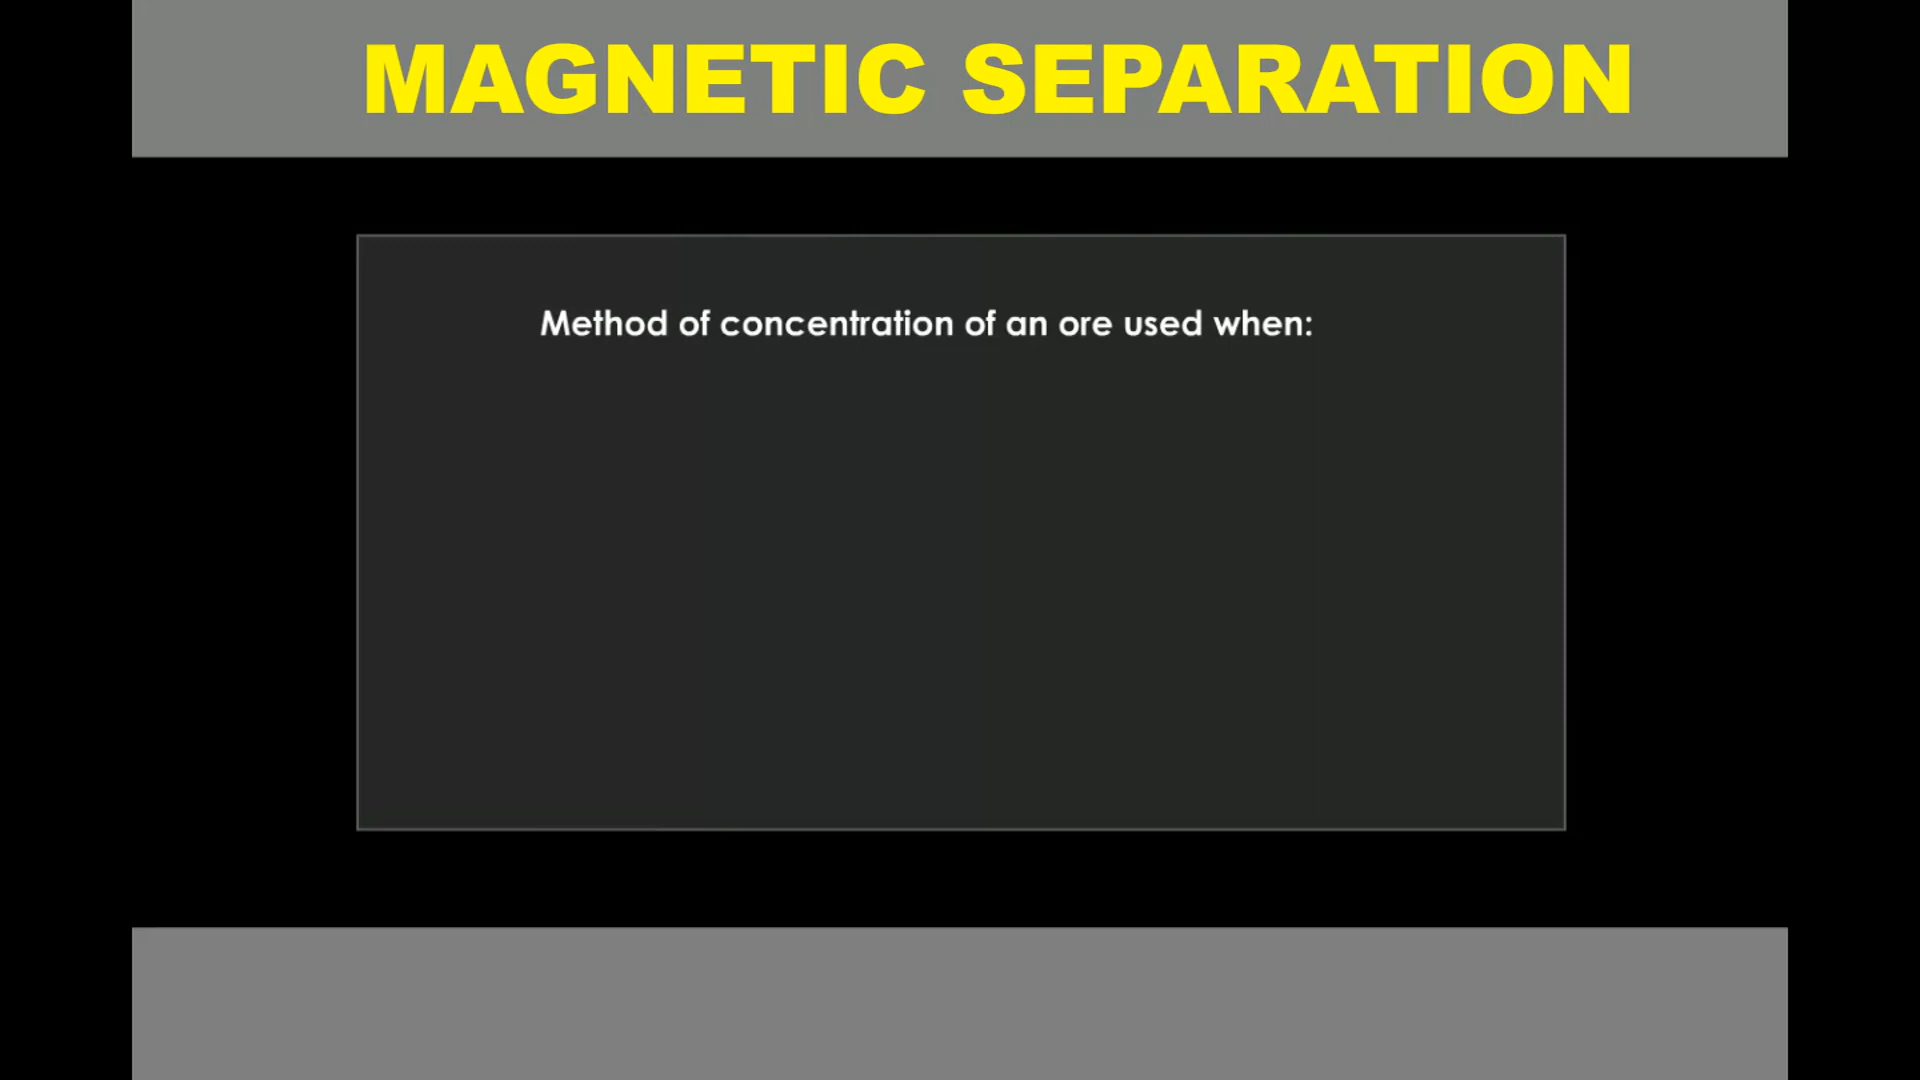 MAGNETIC SEPARATION
Method of concentration of an ore used when: